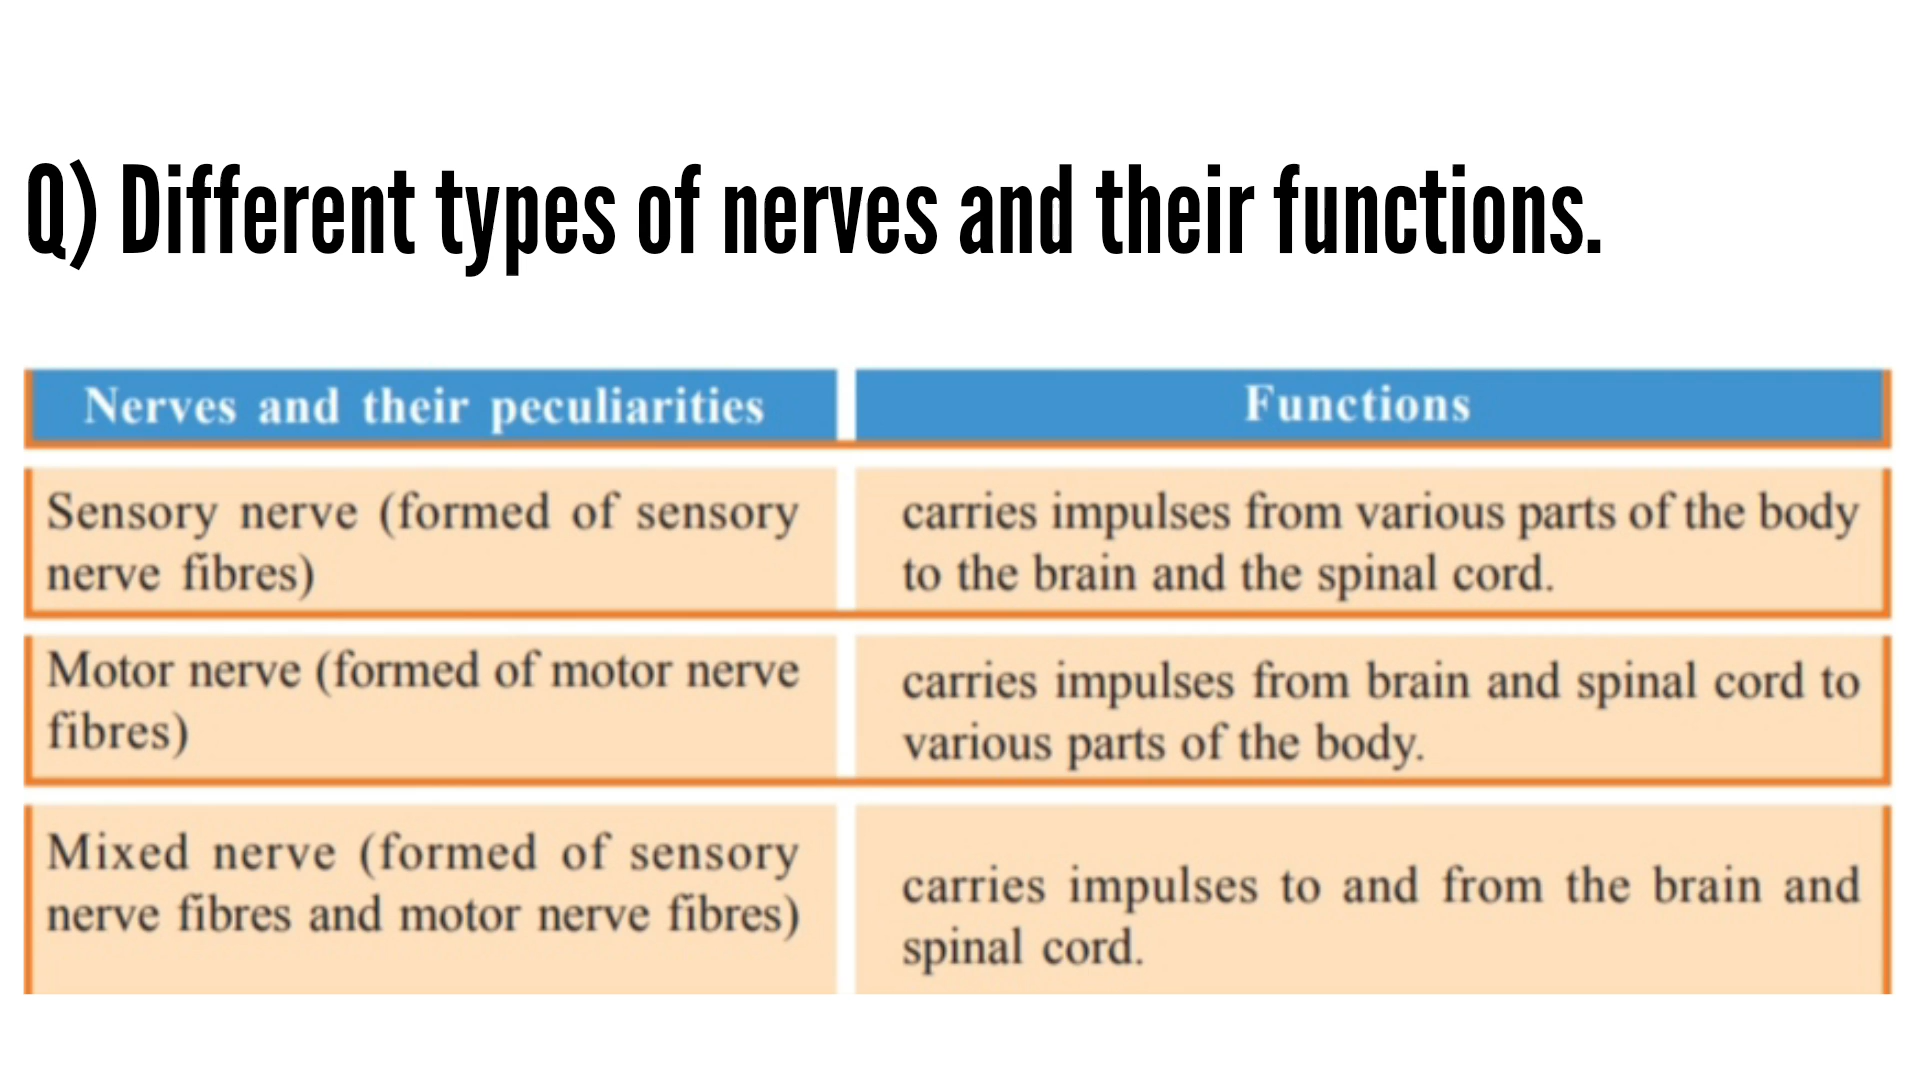 Q) Different types of nerves and their functions.
Nerves and their peculiarities
Functions
Sensory nerve (formed of sensory
nerve fibres)
carries impulses from various parts of the body
to the brain and the spinal cord.
Motor nerve (formed of motor nerve
fibres)
carries impulses from brain and spinal cord to
various parts of the body.
Mixed nerve (formed of sensory
nerve fibres and motor nerve fibres)
carries impulses to and from the brain and
spinal cord.